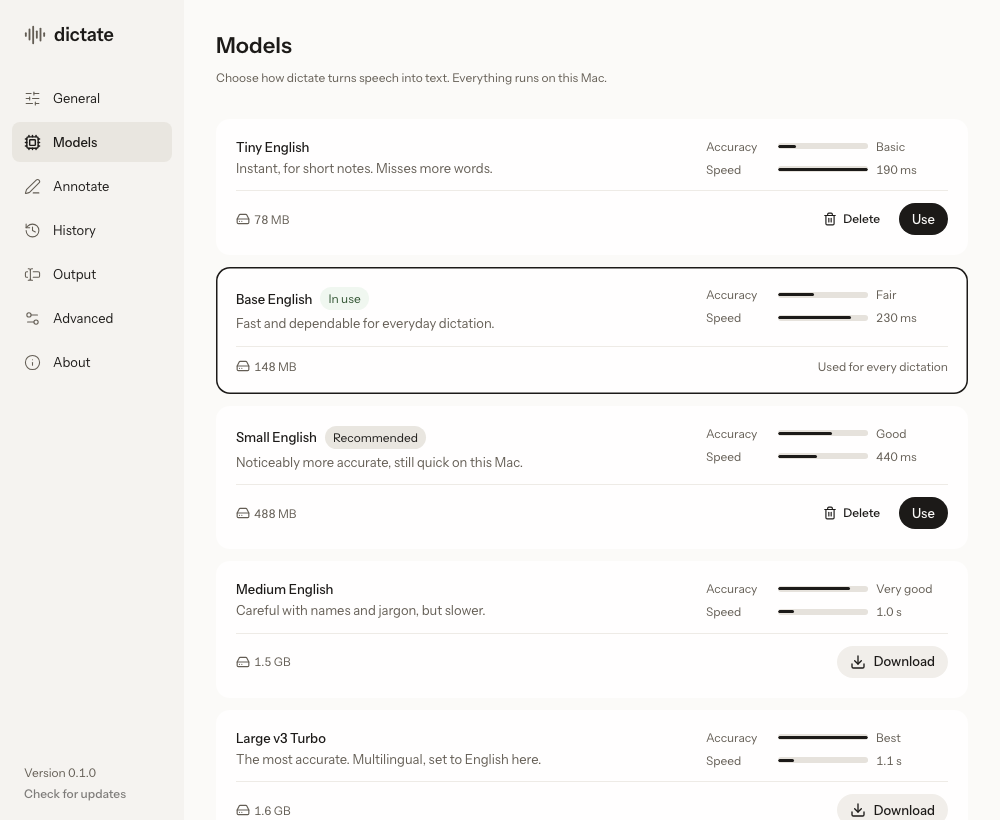 dictate
General
Models
Annotate
History
Output
Advanced
About
Version 0.1.0
Check for updates
Models
Choose how dictate turns speech into text. Everything runs on this Mac.
Tiny English
Instant, for short notes. Misses more words.
Accuracy Basic
Speed 190 ms
78 MB
Delete Use
Base English In use
Fast and dependable for everyday dictation.
Accuracy Fair
Speed 230 ms
148 MB
Used for every dictation
Small English Recommended
Noticeably more accurate, still quick on this Mac.
Accuracy Good
Speed 440 ms
488 MB
Delete Use
Medium English
Careful with names and jargon, but slower.
Accuracy Very good
Speed 1.0 s
1.5 GB
Download
Large v3 Turbo
The most accurate. Multilingual, set to English here.
Accuracy Best
Speed 1.1 s
1.6 GB
Download